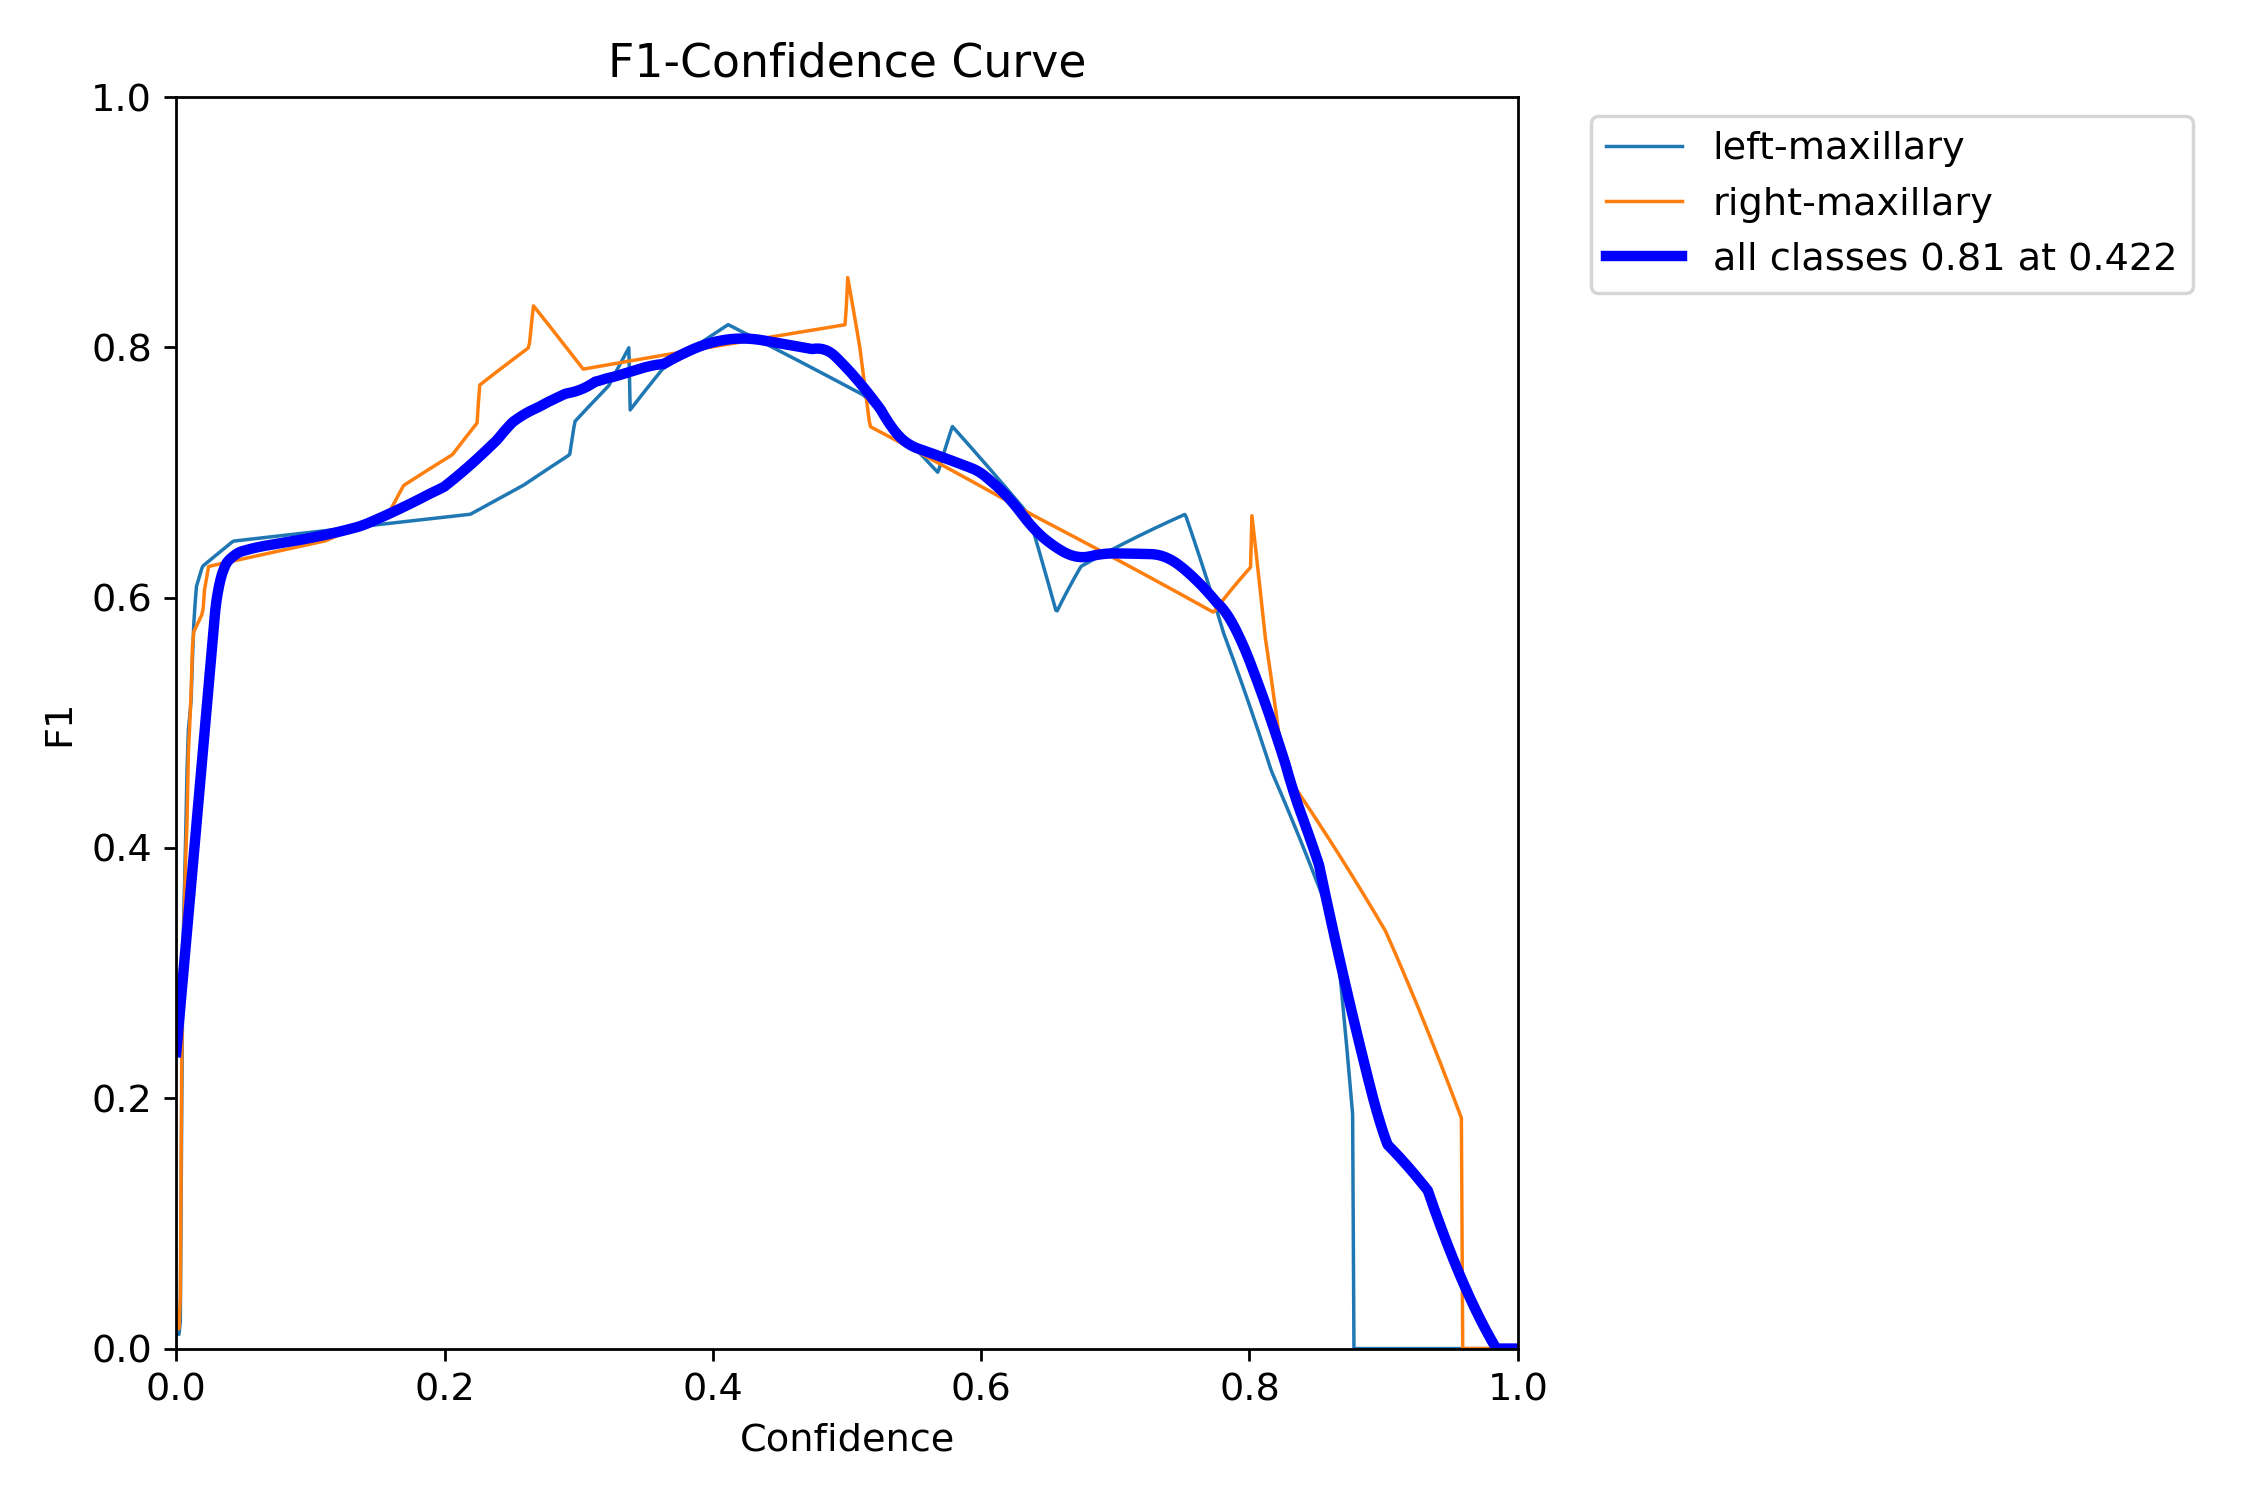 F1-Confidence Curve
1.0
0.8
0.6
0.4
0.2
0.0
F1
0.0 0.2 0.4 0.6 0.8 1.0
Confidence
left-maxillary
right-maxillary
all classes 0.81 at 0.422